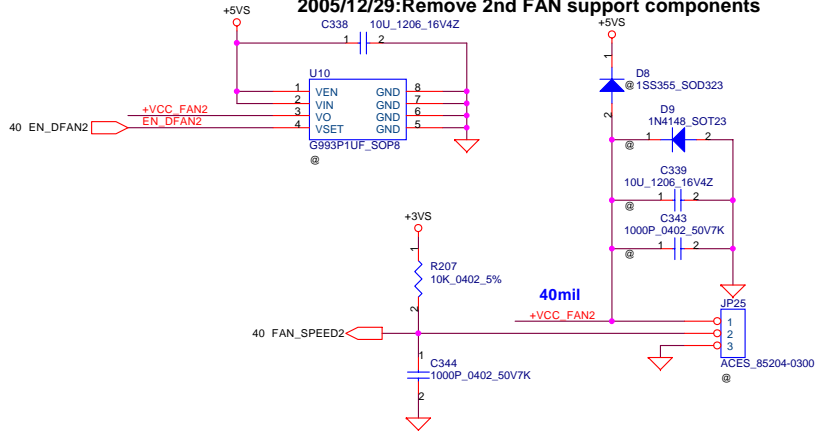 2005/12/29:Remove 2nd FAN support components
+5VS
C338 10U_1206_16V4Z
1 2
+5VS
1
D8
@ 1SS355_SOD323
2
U10
1 VEN GND 8
2 VIN GND 7
3 VO GND 6
4 VSET GND 5
G993P1UF_SOP8
@
+VCC_FAN2
40 EN_DFAN2
EN_DFAN2
D9
1N4148_SOT23
1 2
@
C339
10U_1206_16V4Z
1 2
@
C343
1000P_0402_50V7K
1 2
@
+3VS
1
R207
10K_0402_5%
2
40mil
+VCC_FAN2
JP25
1
2
3
ACES_85204-0300
@
40 FAN_SPEED2
1
C344
1000P_0402_50V7K
2